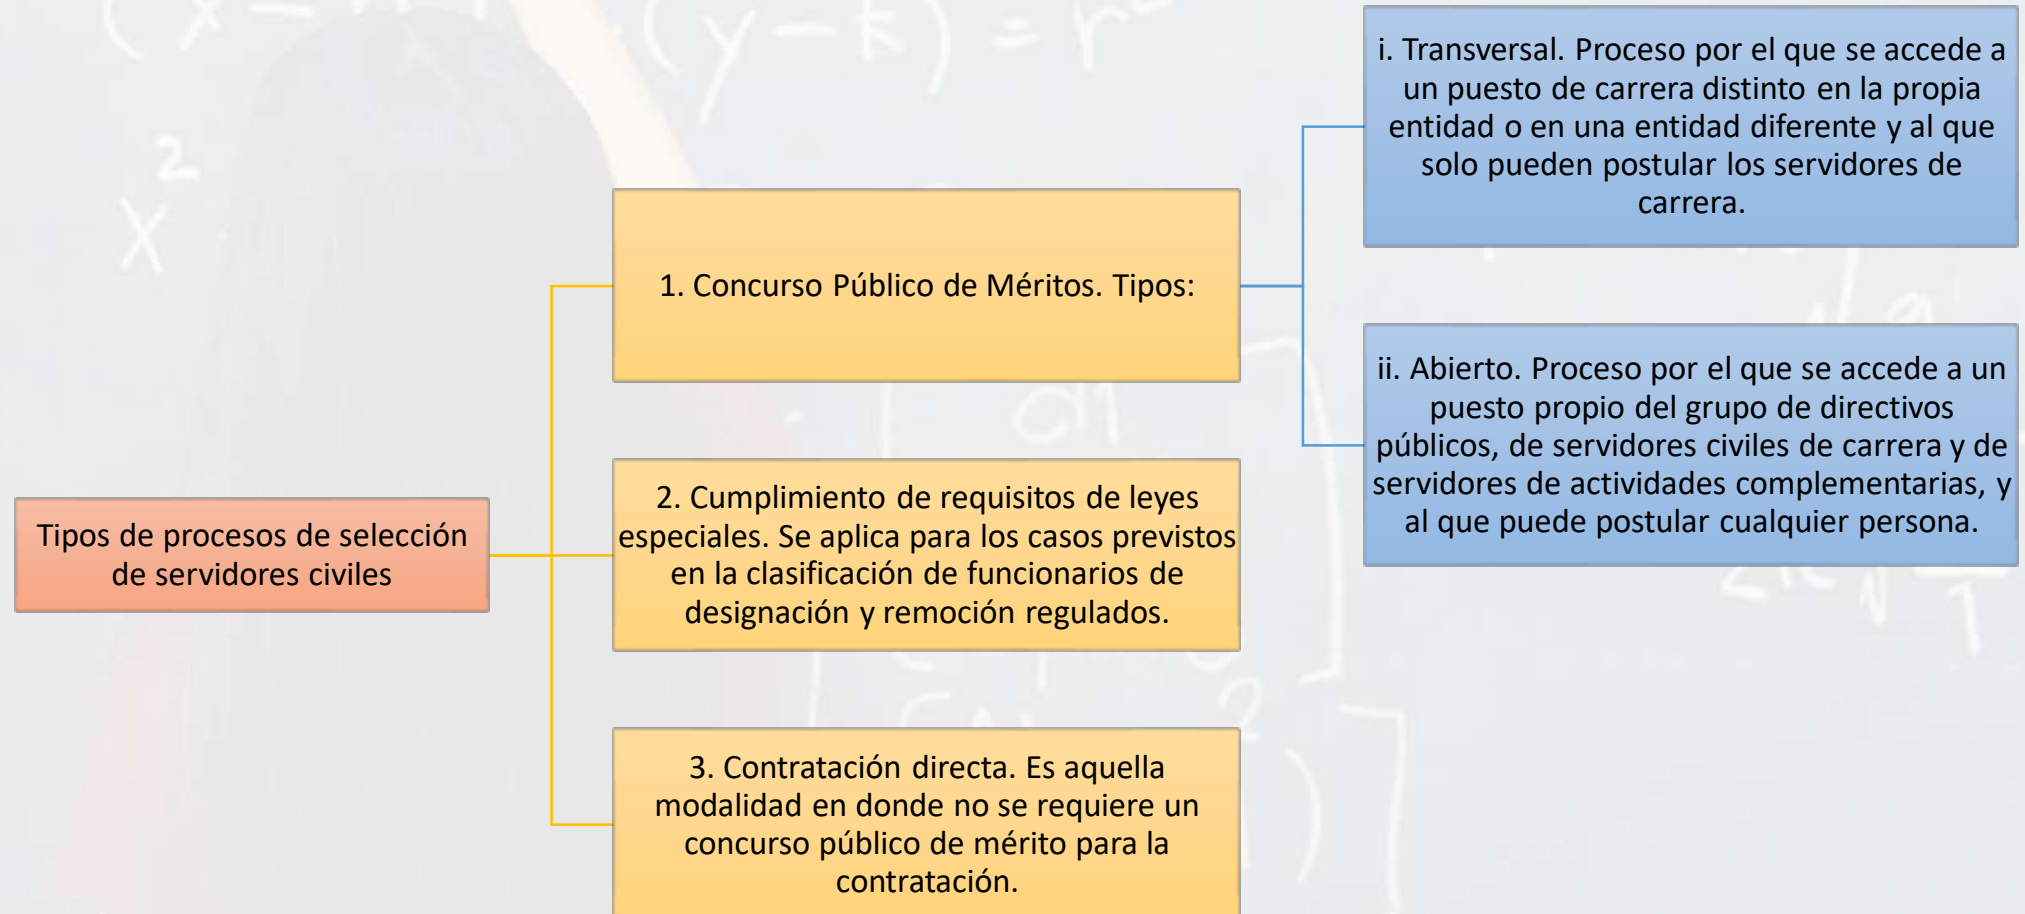 Tipos de procesos de selección
de servidores civiles
1. Concurso Público de Méritos. Tipos:
i. Transversal. Proceso por el que se accede a
un puesto de carrera distinto en la propia
entidad o en una entidad diferente y al que
solo pueden postular los servidores de
carrera.
ii. Abierto. Proceso por el que se accede a un
puesto propio del grupo de directivos
públicos, de servidores civiles de carrera y de
servidores de actividades complementarias, y
al que puede postular cualquier persona.
2. Cumplimiento de requisitos de leyes
especiales. Se aplica para los casos previstos
en la clasificación de funcionarios de
designación y remoción regulados.
3. Contratación directa. Es aquella
modalidad en donde no se requiere un
concurso público de mérito para la
contratación.